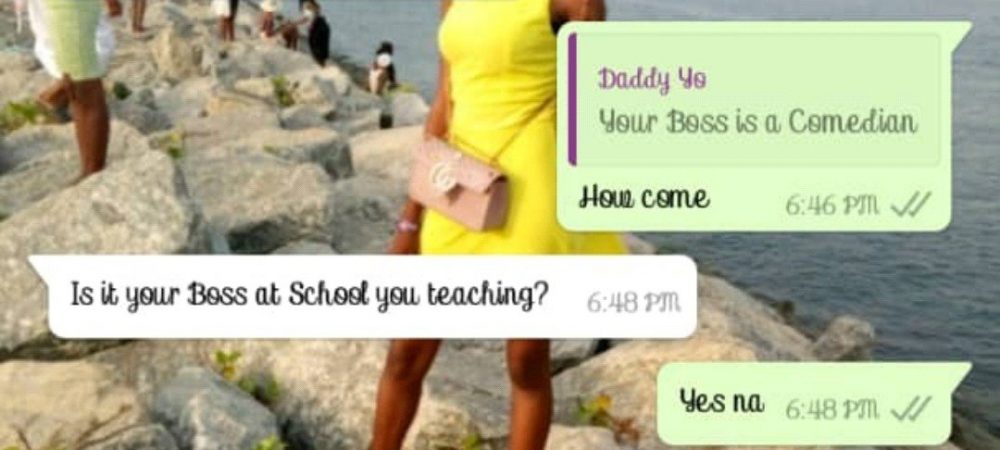 Daddy Yo
Your Boss is a Comedian
How come
6:46 PM
Is it your Boss at School you teaching?
6:48 PM
Yes na
6:48 PM